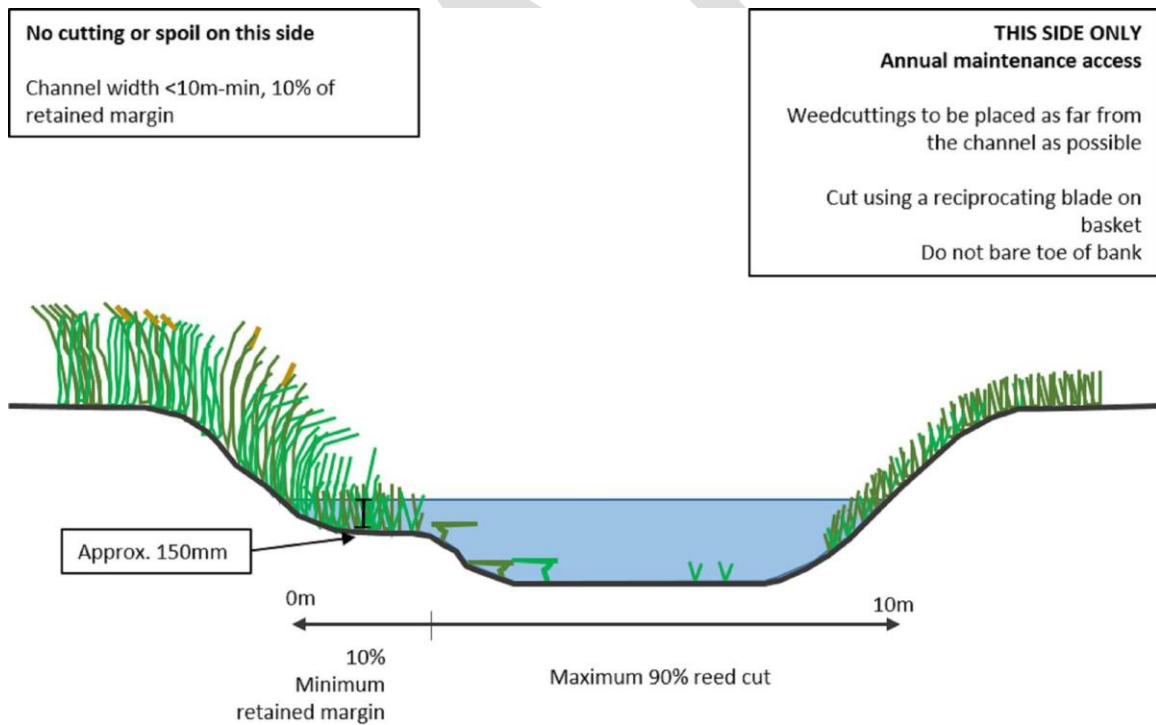 No cutting or spoil on this side
Channel width <10m-min, 10% of
retained margin
THIS SIDE ONLY
Annual maintenance access
Weedcuttings to be placed as far from
the channel as possible
Cut using a reciprocating blade on
basket
Do not bare toe of bank
Approx. 150mm
0m
10m
10%
Minimum
retained margin
Maximum 90% reed cut